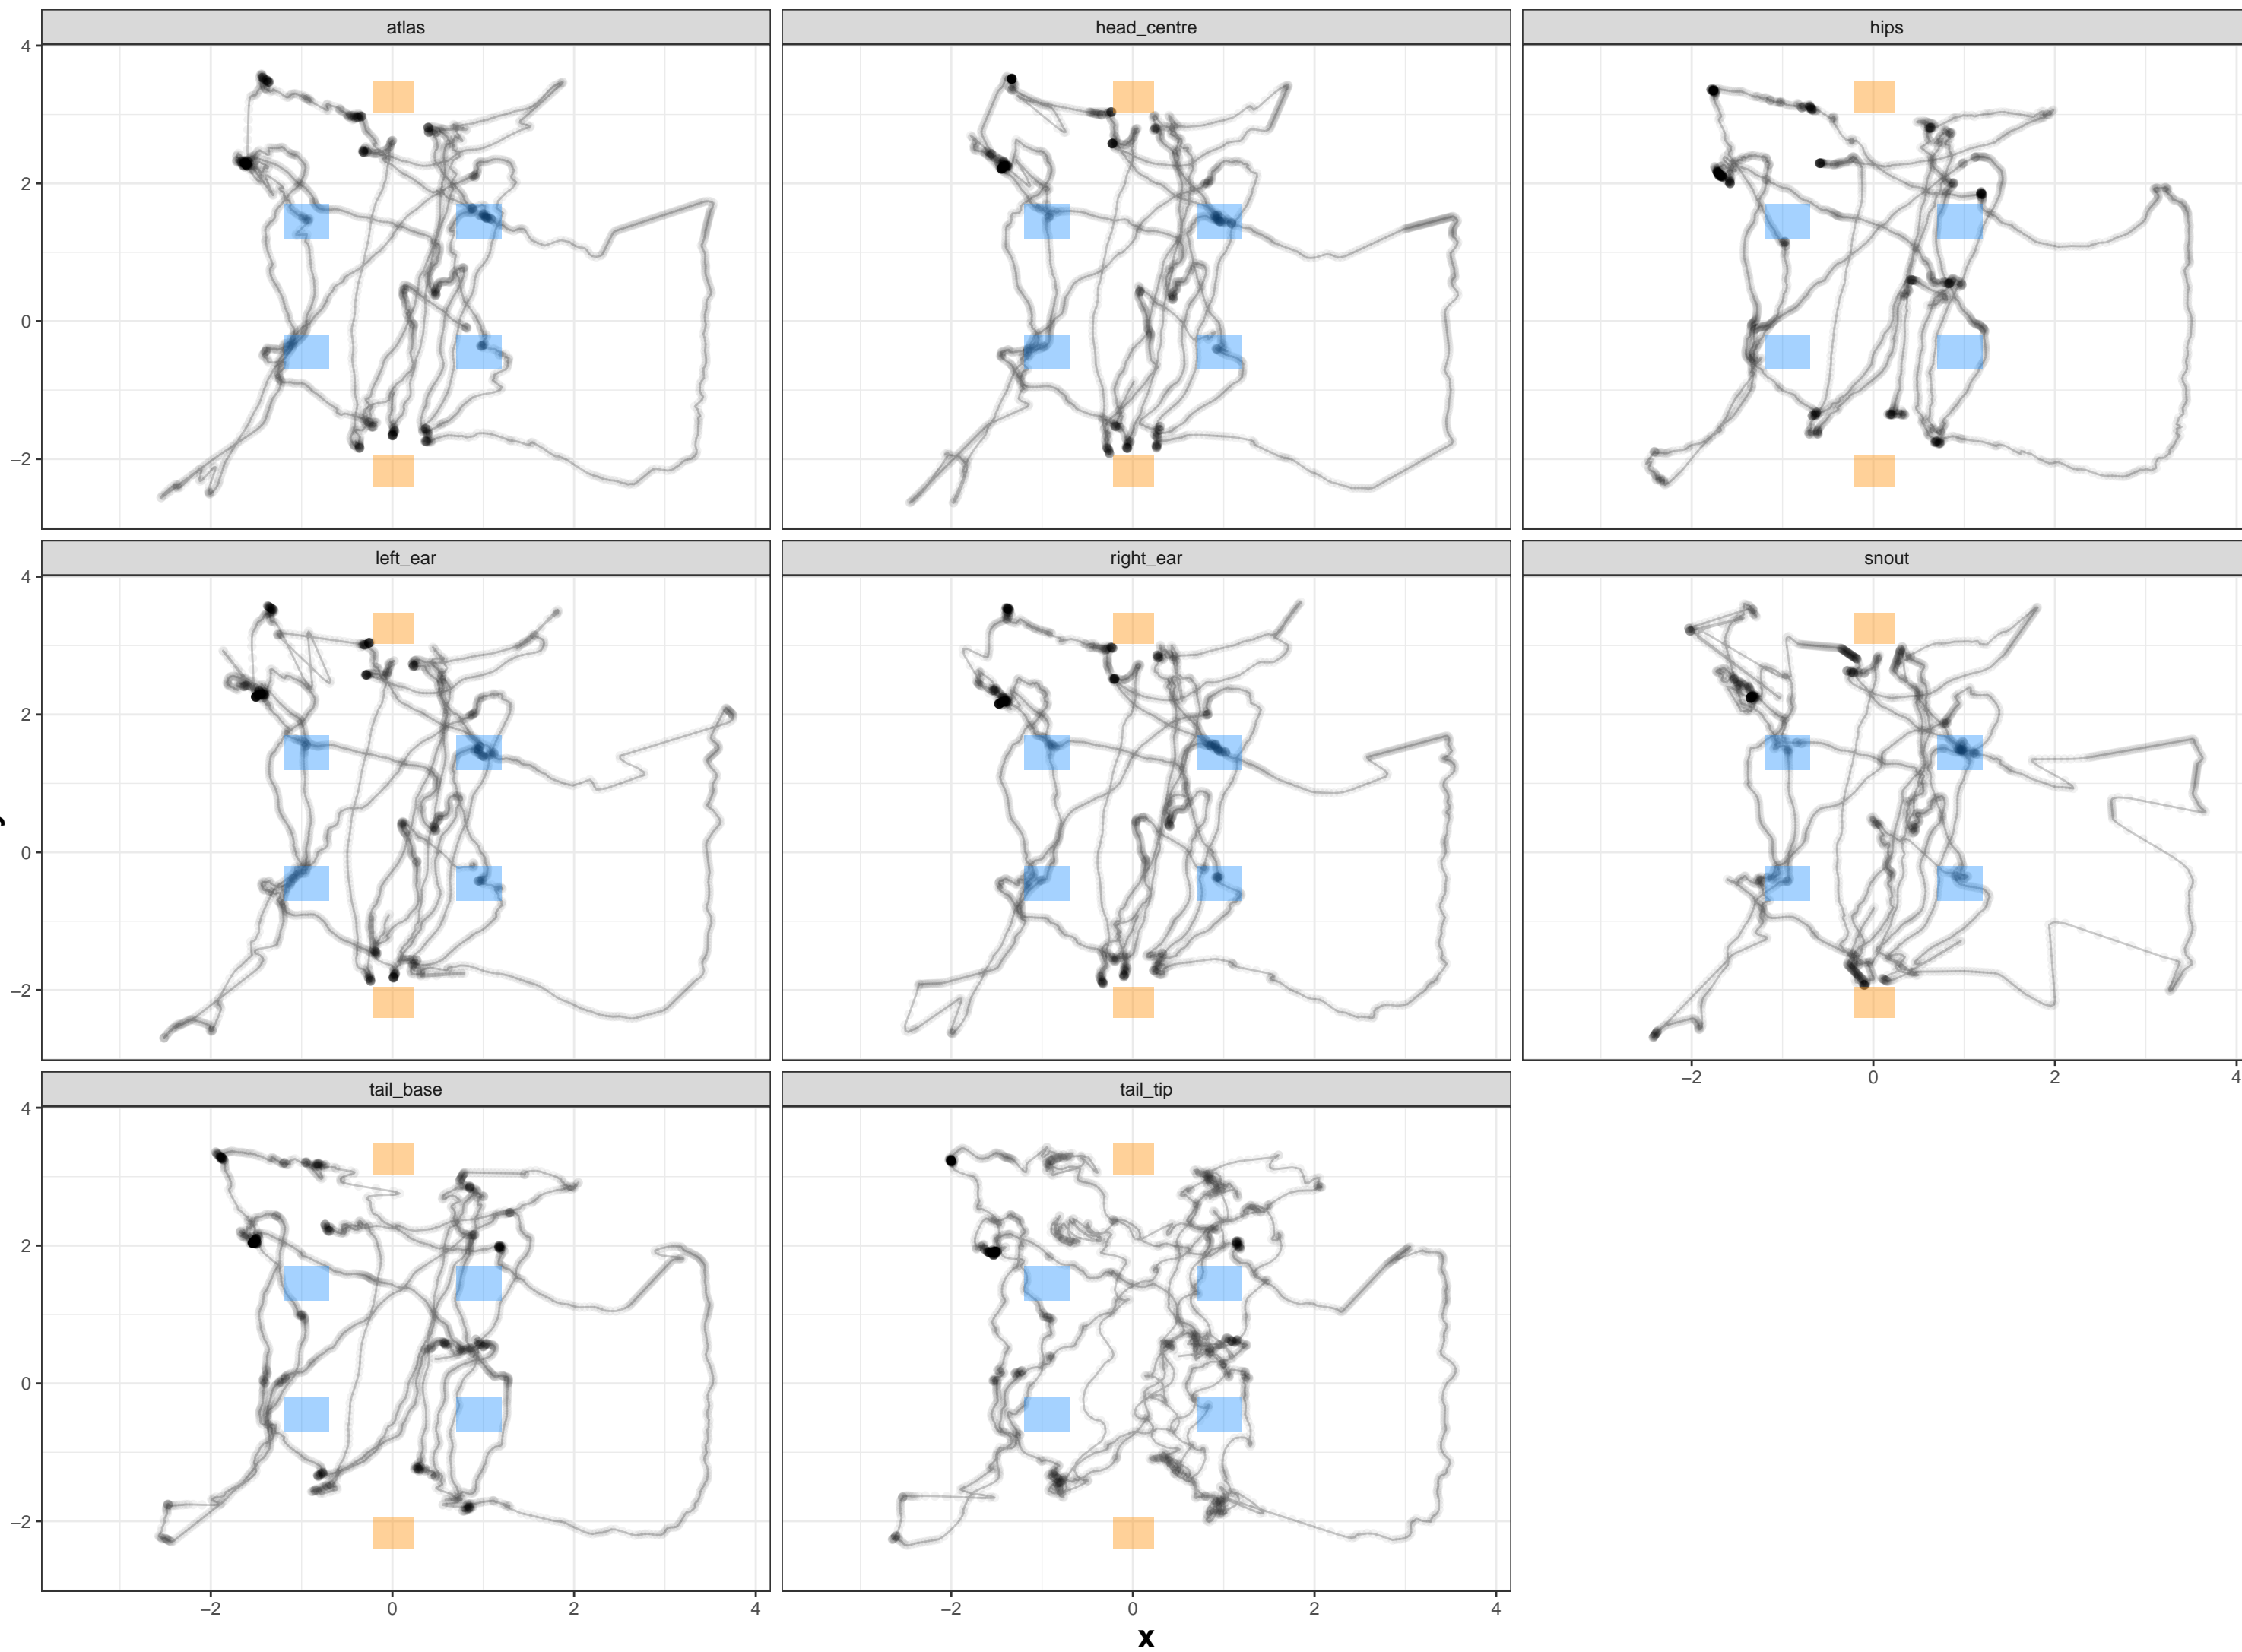 atlas head_centre hips
4
2
0
−2
left_ear right_ear snout
4
2
0
−2
−2 0 2 4
tail_base tail_tip
4
2
0
−2
−2 0 2 4 −2 0 2 4
x